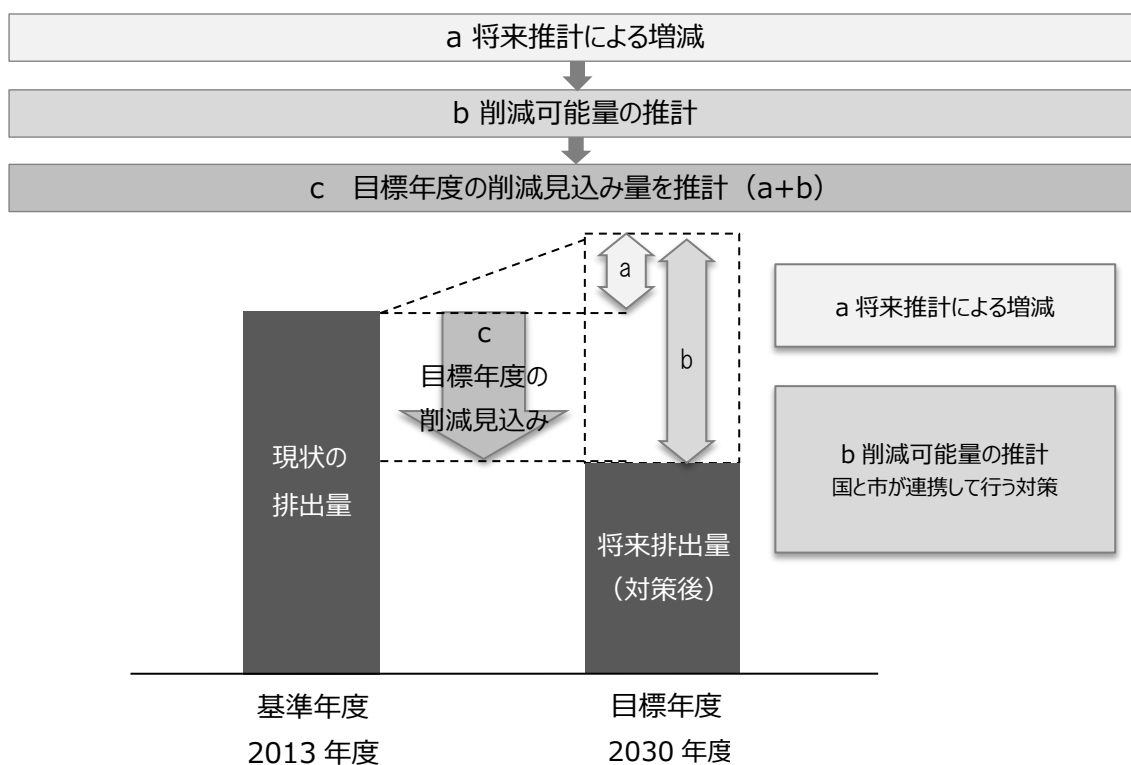 a 将来推計による増減
b 削減可能量の推計
c　目標年度の削減見込み量を推計（a+b）
a
b
c
目標年度の
削減見込み
現状の
排出量
将来排出量
（対策後）
a 将来推計による増減
b 削減可能量の推計
国と市が連携して行う対策
基準年度
2013 年度
目標年度
2030 年度